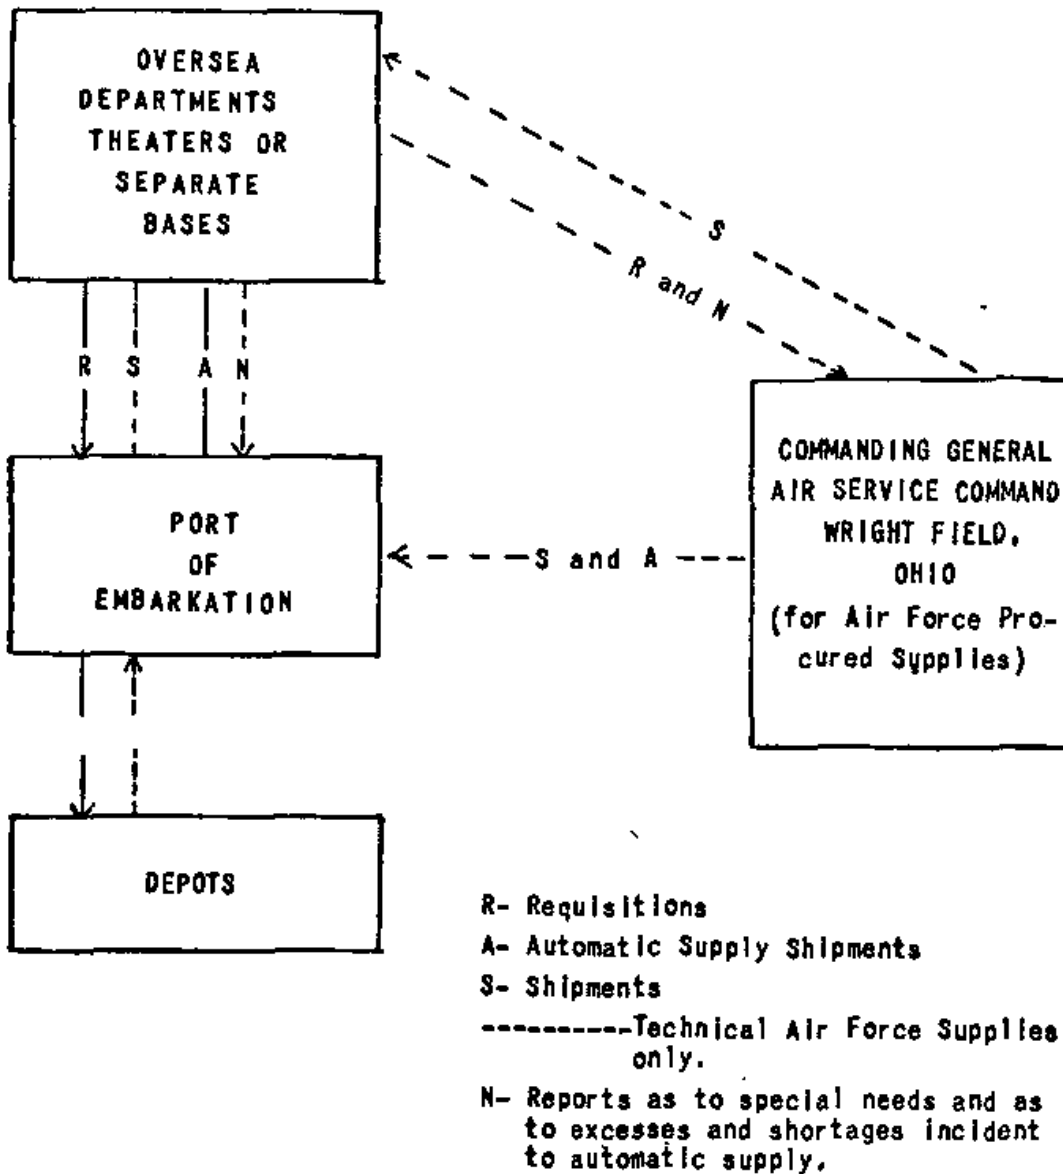 OVERSEA
DEPARTMENTS
THEATERS OR
SEPARATE
BASES
S
R and N
R S A N
COMMANDING GENERAL
AIR SERVICE COMMAND
WRIGHT FIELD.
OHIO
(for Air Force Pro-
cured Supplies)
PORT
OF
EMBARKATION
S and A
DEPOTS
R- Requisitions
A- Automatic Supply Shipments
S- Shipments
----------Technical Air Force Supplies
only.
N- Reports as to special needs and as
to excesses and shortages incident
to automatic supply.